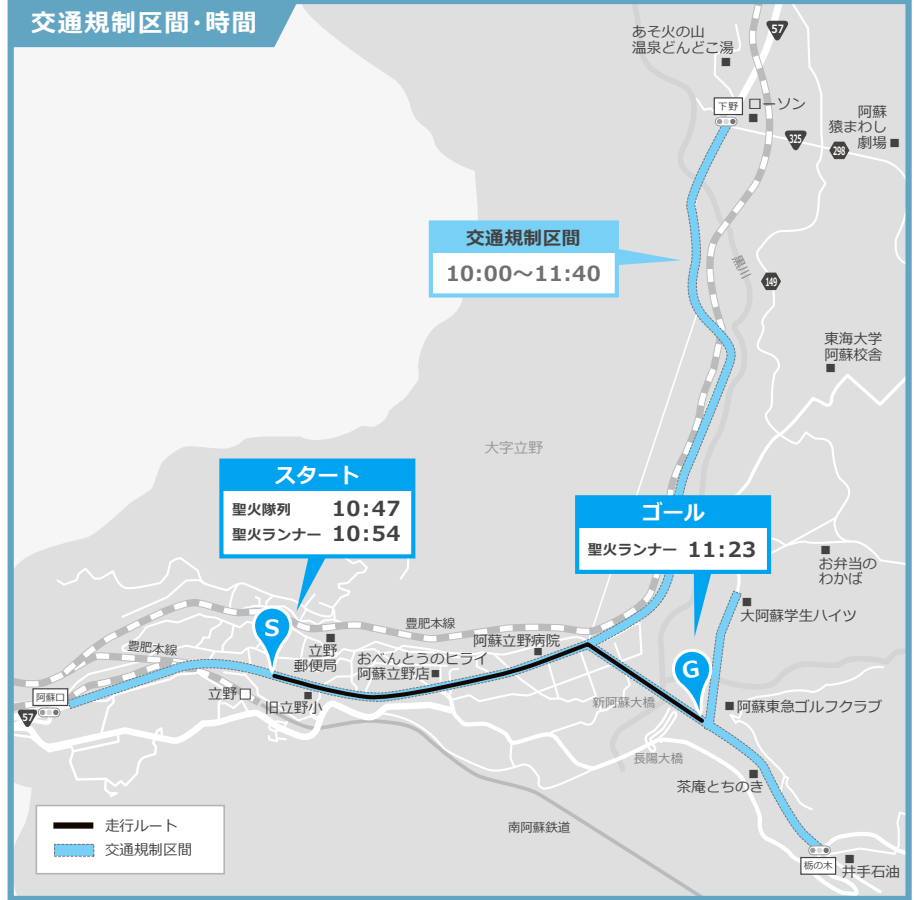 交通規制区間・時間
あそ火の山
温泉どんどこ湯
57
下野
ローソン
阿蘇
猿まわし
劇場
325
298
交通規制区間
10:00〜11:40
黒川
149
東海大学
阿蘇校舎
大字立野
スタート
聖火隊列 10:47
聖火ランナー 10:54
ゴール
聖火ランナー 11:23
お弁当の
わかば
大阿蘇学生ハイツ
S
豊肥本線
豊肥本線
立野
郵便局
阿蘇立野病院
おべんとうのヒライ
阿蘇立野店
G
阿蘇口
57
立野口
旧立野小
新阿蘇大橋
阿蘇東急ゴルフクラブ
長陽大橋
茶庵とちのき
走行ルート
交通規制区間
南阿蘇鉄道
栃の木
井手石油